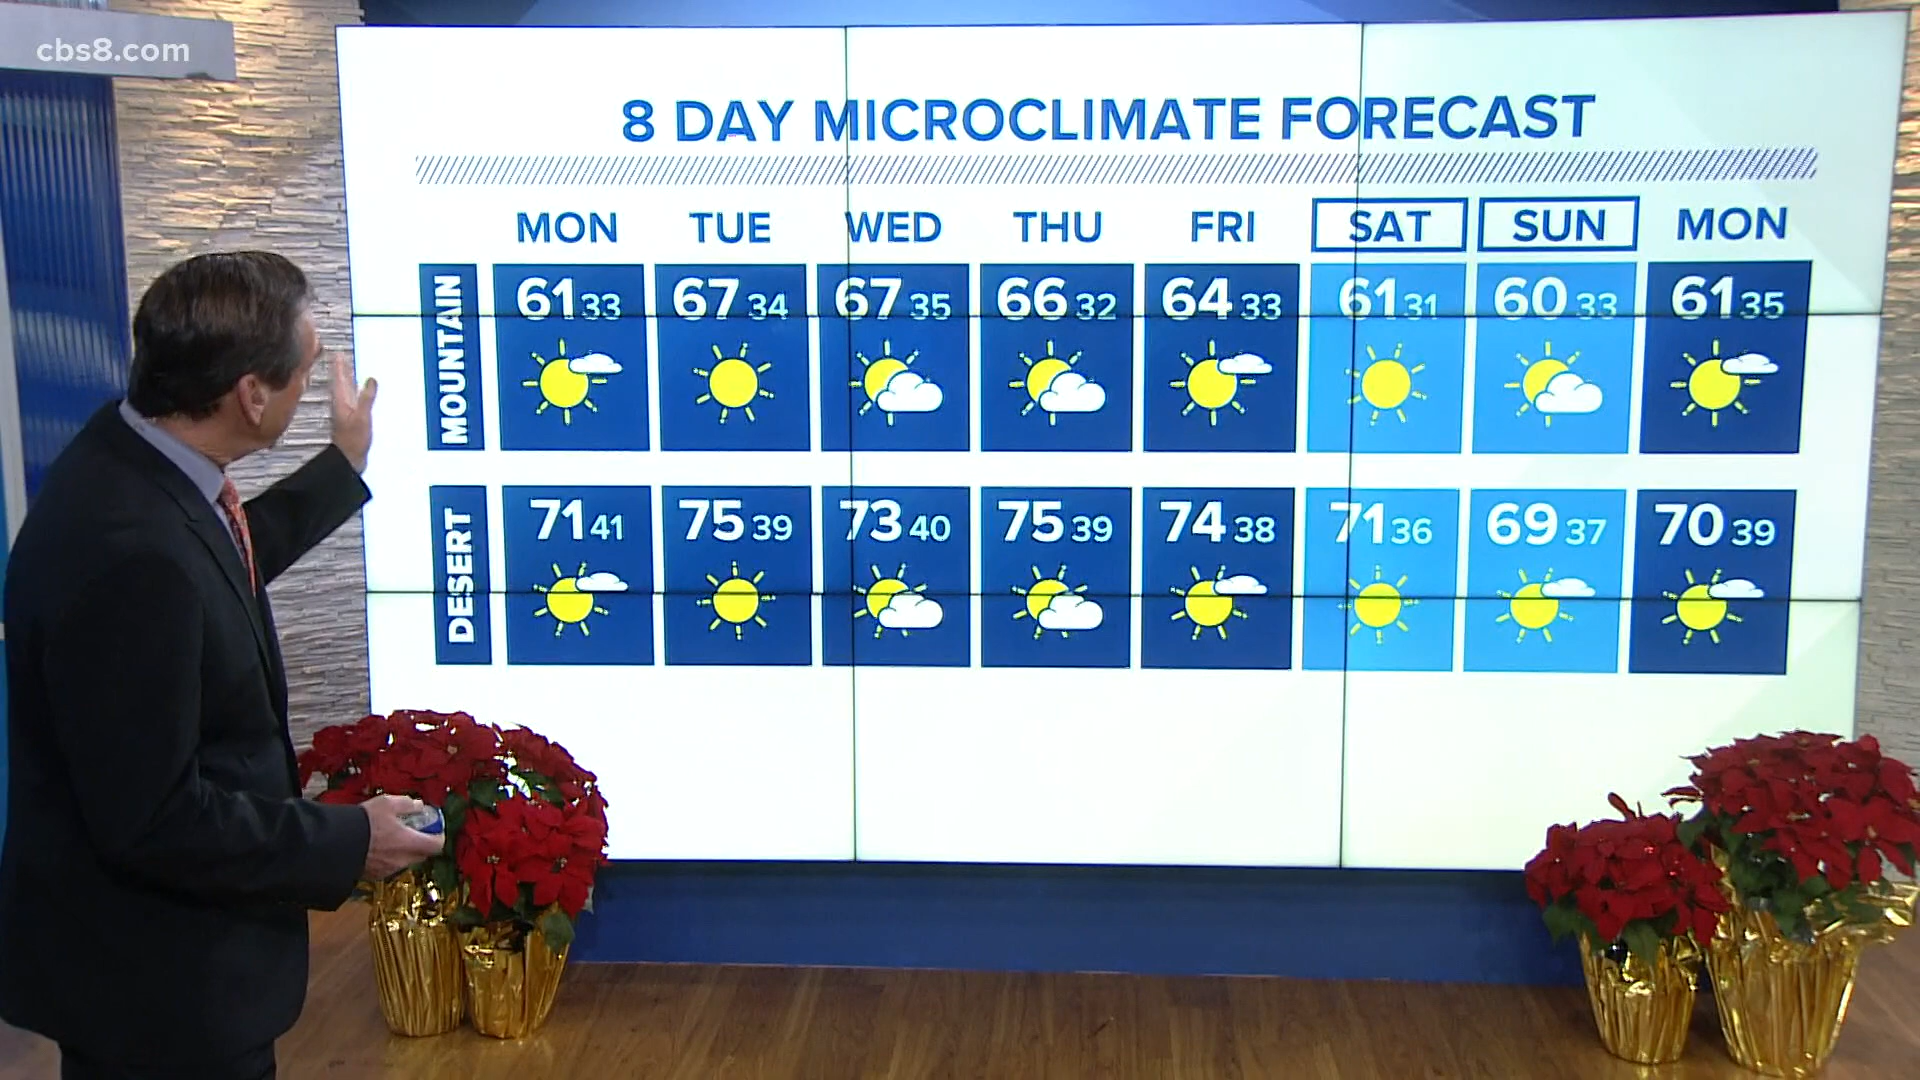 cbs8.com
8 DAY MICROCLIMATE FORECAST
MON TUE WED THU FRI SAT SUN MON
MOUNTAIN
61 33 67 34 67 35 66 32 64 33 61 31 60 33 61 35
DESERT
71 41 75 39 73 40 75 39 74 38 71 36 69 37 70 39